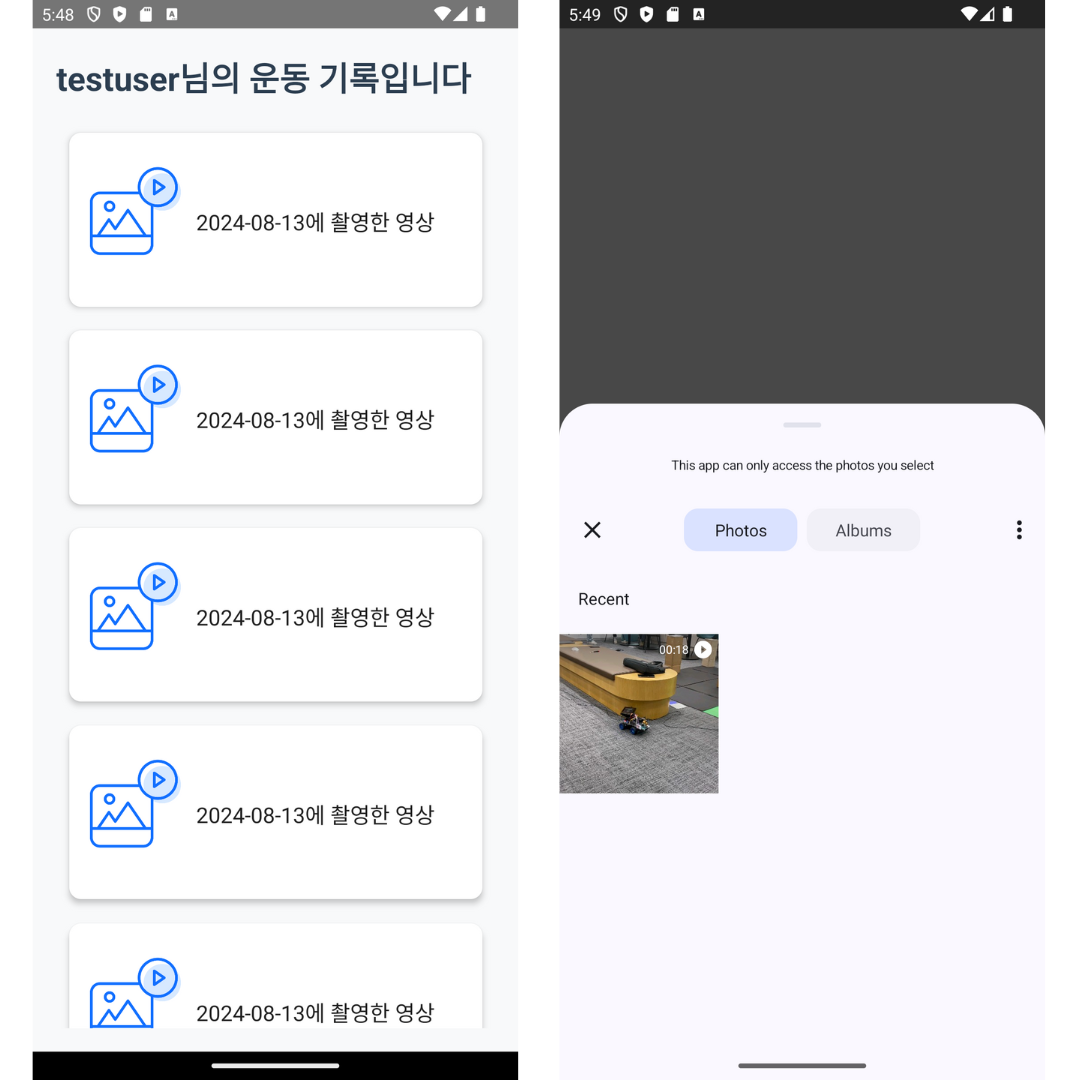 5:48
testuser님의 운동 기록입니다
2024-08-13에 촬영한 영상
2024-08-13에 촬영한 영상
2024-08-13에 촬영한 영상
2024-08-13에 촬영한 영상
2024-08-13에 촬영한 영상
5:49
This app can only access the photos you select
Photos
Albums
Recent
00:18